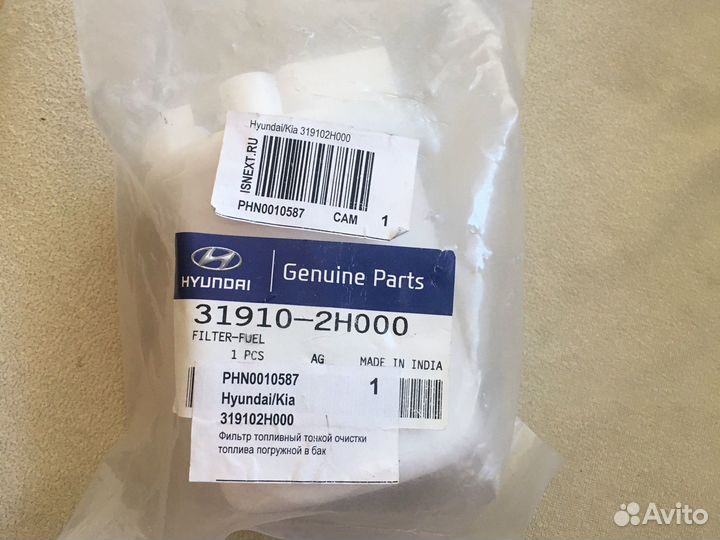 Hyundai/Kia 319102H000
ISNEXT.RU
PHN0010587 CAM 1
HYUNDAI
Genuine Parts
31910-2H000
FILTER-FUEL
1 PCS AG MADE IN INDIA
PHN0010587 1
Hyundai/Kia
319102H000
Фильтр топливный тонкой очистки
топлива погружной в бак
Avito